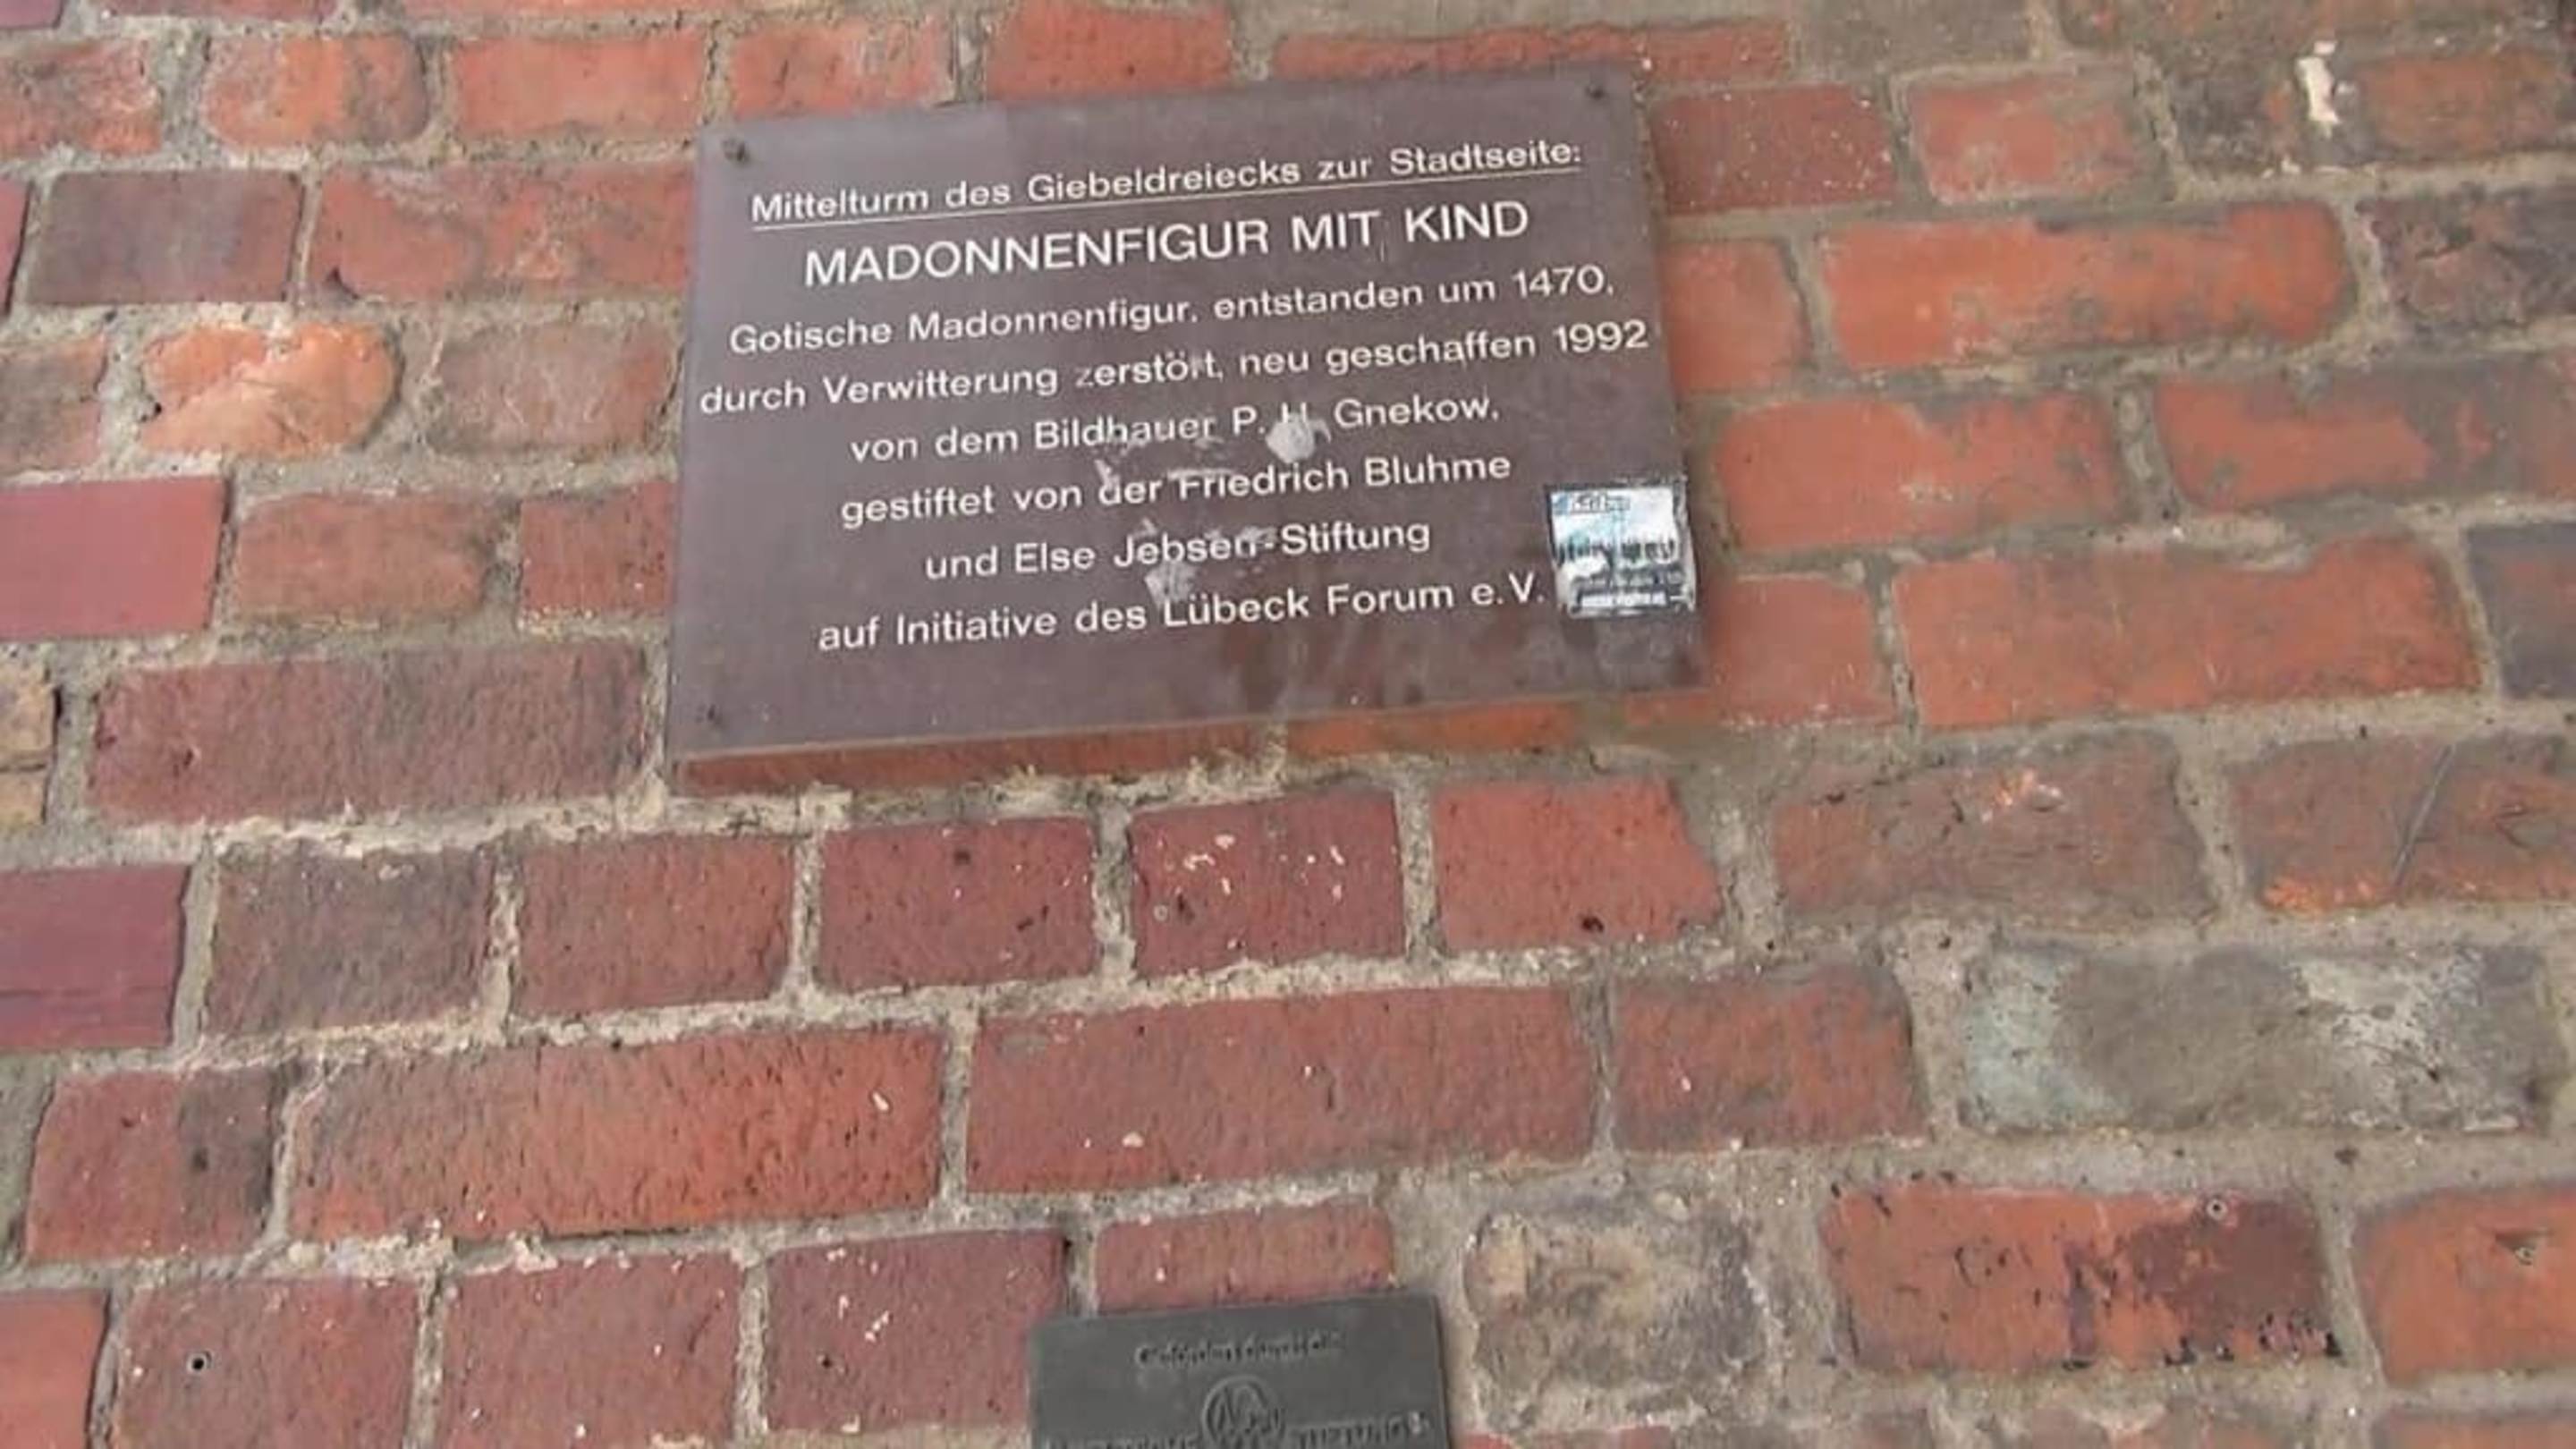 Mittelturm des Giebeldreiecks zur Stadtseite:
MADONNENFIGUR MIT KIND
Gotische Madonnenfigur, entstanden um 1470,
durch Verwitterung zerstört, neu geschaffen 1992
von dem Bildhauer P. H. Gnekow,
gestiftet von der Friedrich Bluhme
und Else Jebsen-Stiftung
auf Initiative des Lübeck Forum e.V.